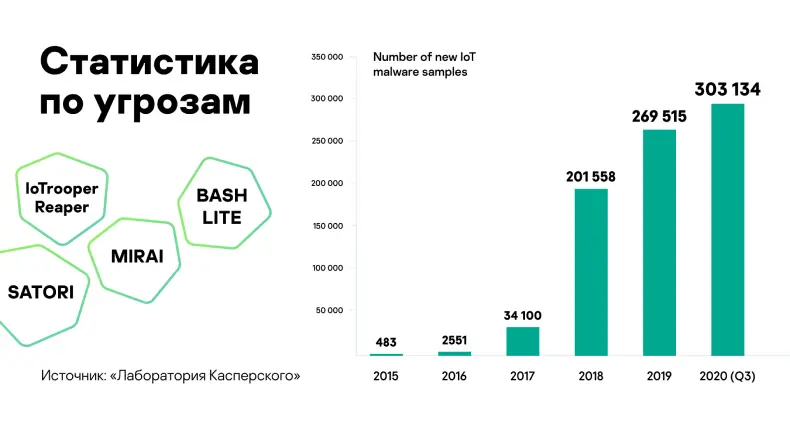 Статистика
по угрозам
IoTrooper
Reaper
BASH
LITE
MIRAI
SATORI
Источник: «Лаборатория Касперского»
Number of new IoT
malware samples
350 000
300 000
250 000
200 000
150 000
100 000
50 000
483
2551
34 100
201 558
269 515
303 134
2015
2016
2017
2018
2019
2020 (Q3)